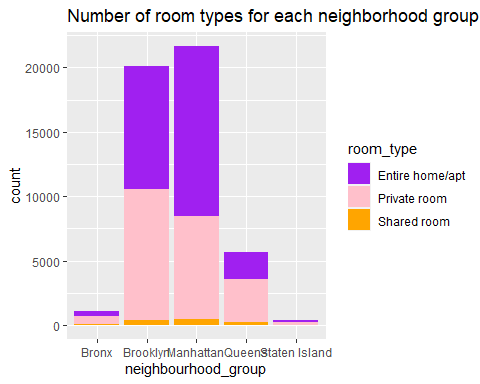 Number of room types for each neighborhood group
20000
15000
10000
5000
0
count
Bronx Brooklyn Manhattan Queens Staten Island
neighbourhood_group
room_type
Entire home/apt
Private room
Shared room